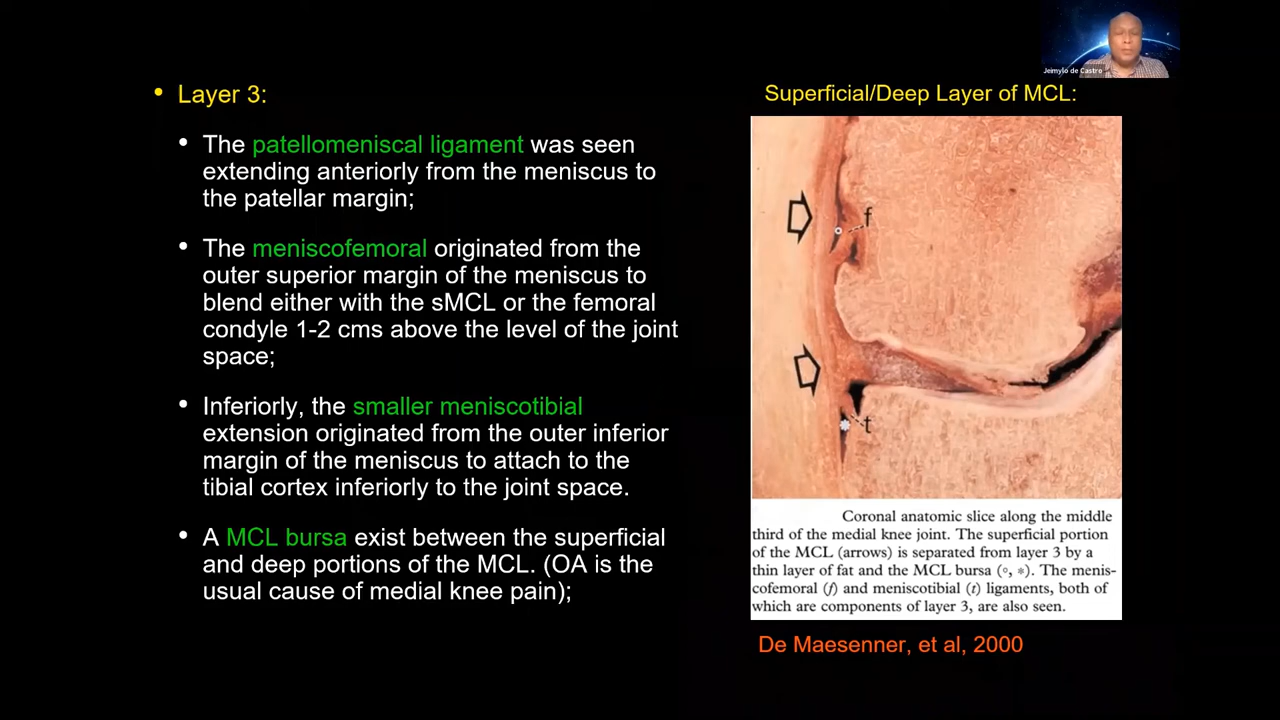 Jeimylo de Castro
Layer 3:
The patellomeniscal ligament was seen
extending anteriorly from the meniscus to
the patellar margin;
The meniscofemoral originated from the
outer superior margin of the meniscus to
blend either with the sMCL or the femoral
condyle 1-2 cms above the level of the joint
space;
Inferiorly, the smaller meniscotibial
extension originated from the outer inferior
margin of the meniscus to attach to the
tibial cortex inferiorly to the joint space.
A MCL bursa exist between the superficial
and deep portions of the MCL. (OA is the
usual cause of medial knee pain);
Superficial/Deep Layer of MCL:
f
t
Coronal anatomic slice along the middle
third of the medial knee joint. The superficial portion
of the MCL (arrows) is separated from layer 3 by a
thin layer of fat and the MCL bursa (∘, *). The menis-
cofemoral (f) and meniscotibial (t) ligaments, both of
which are components of layer 3, are also seen.
De Maesenner, et al, 2000